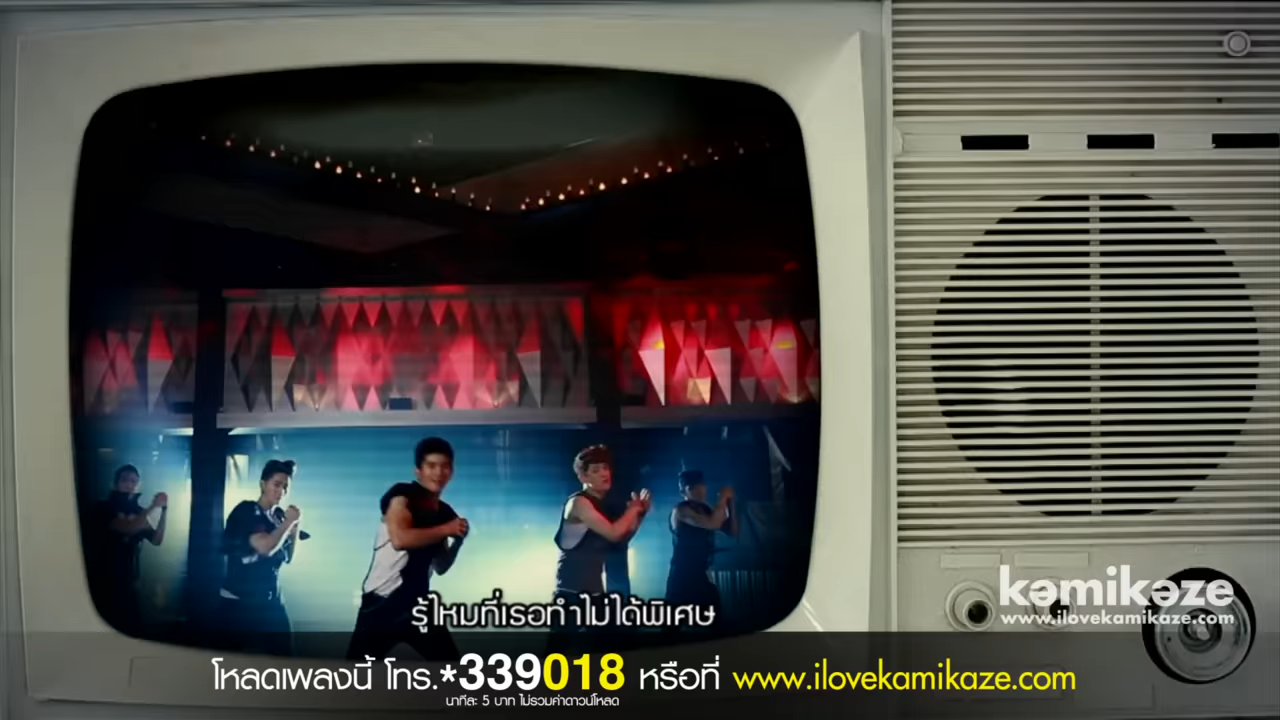 kamikaze
www.ilovekamikaze.com
รู้ไหมที่เธอทำไม่ได้พิเศษ
โหลดเพลงนี้ โทร.*339018 หรือที่ www.ilovekamikaze.com
นาทีละ 5 บาท ไม่รวมค่าดาวน์โหลด